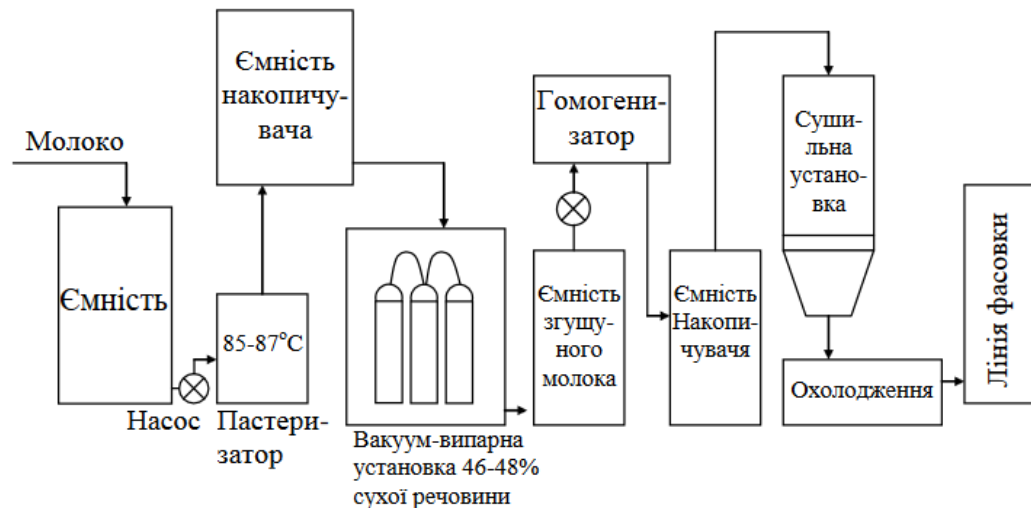 Молоко
Ємність
Насос
85-87°С
Пастери-
затор
Ємність
накопичу-
вача
Вакуум-випарна
установка 46-48%
сухої речовини
Ємність
згущу-
ного
молока
Гомогени-
затор
Ємність
Накопи-
чувачя
Суши-
льна
устано-
вка
Охолодження
Лінія фасовки